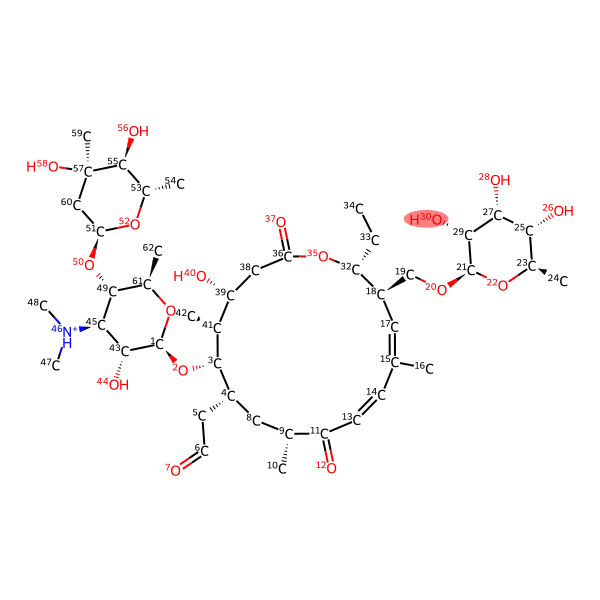 ⁵⁹C ⁵⁶OH
H⁵⁸O ⁵⁷C ⁵⁵C
⁵⁴C
⁵³C
⁶⁰C ⁵²O
⁵¹C
⁵⁰O ⁶²C
⁴⁹C ⁶¹C
⁴⁸C
⁴⁶N⁺ H ⁴⁵C O
⁴⁷C ⁴³C ¹C
⁴⁴OH ²O
³⁴C
³⁷O ³³C
³⁶C ³⁵O ³²C
³⁸C
H⁴⁰O ³⁹C
⁴²C ⁴¹C
³C
⁴C
⁵C ⁸C
⁶C ⁹C ¹¹C
⁷O ¹⁰C ¹²O
¹³C ¹⁴C
¹⁵C ¹⁶C
¹⁷C
¹⁸C ¹⁹C
²⁰O ²¹C ²²O
²³C ²⁴C
²⁸OH
H³⁰O ²⁷C ²⁶OH
²⁹C ²⁵C